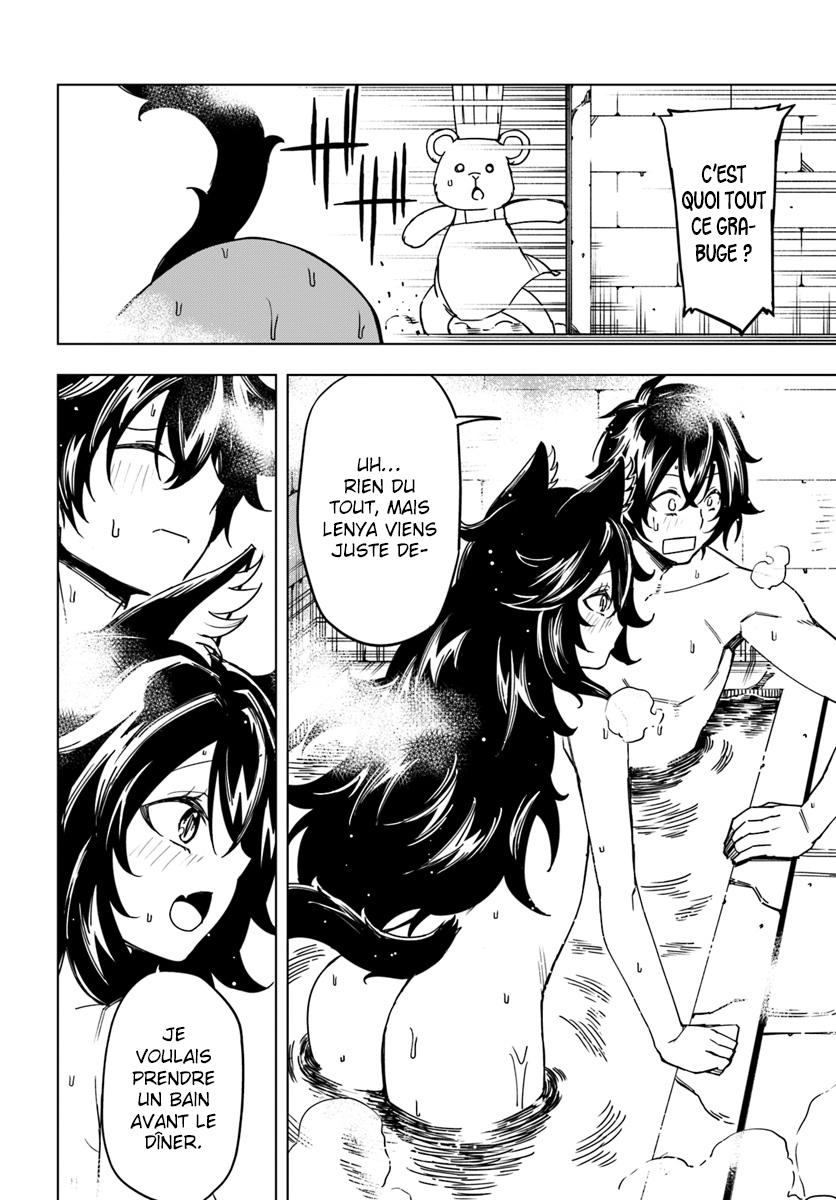 C'EST
QUOI TOUT
CE GRA-
BUGE ?
UH...
RIEN DU
TOUT, MAIS
LENYA VIENS
JUSTE DE-
JE
VOULAIS
PRENDRE
UN BAIN
AVANT LE
DÎNER.